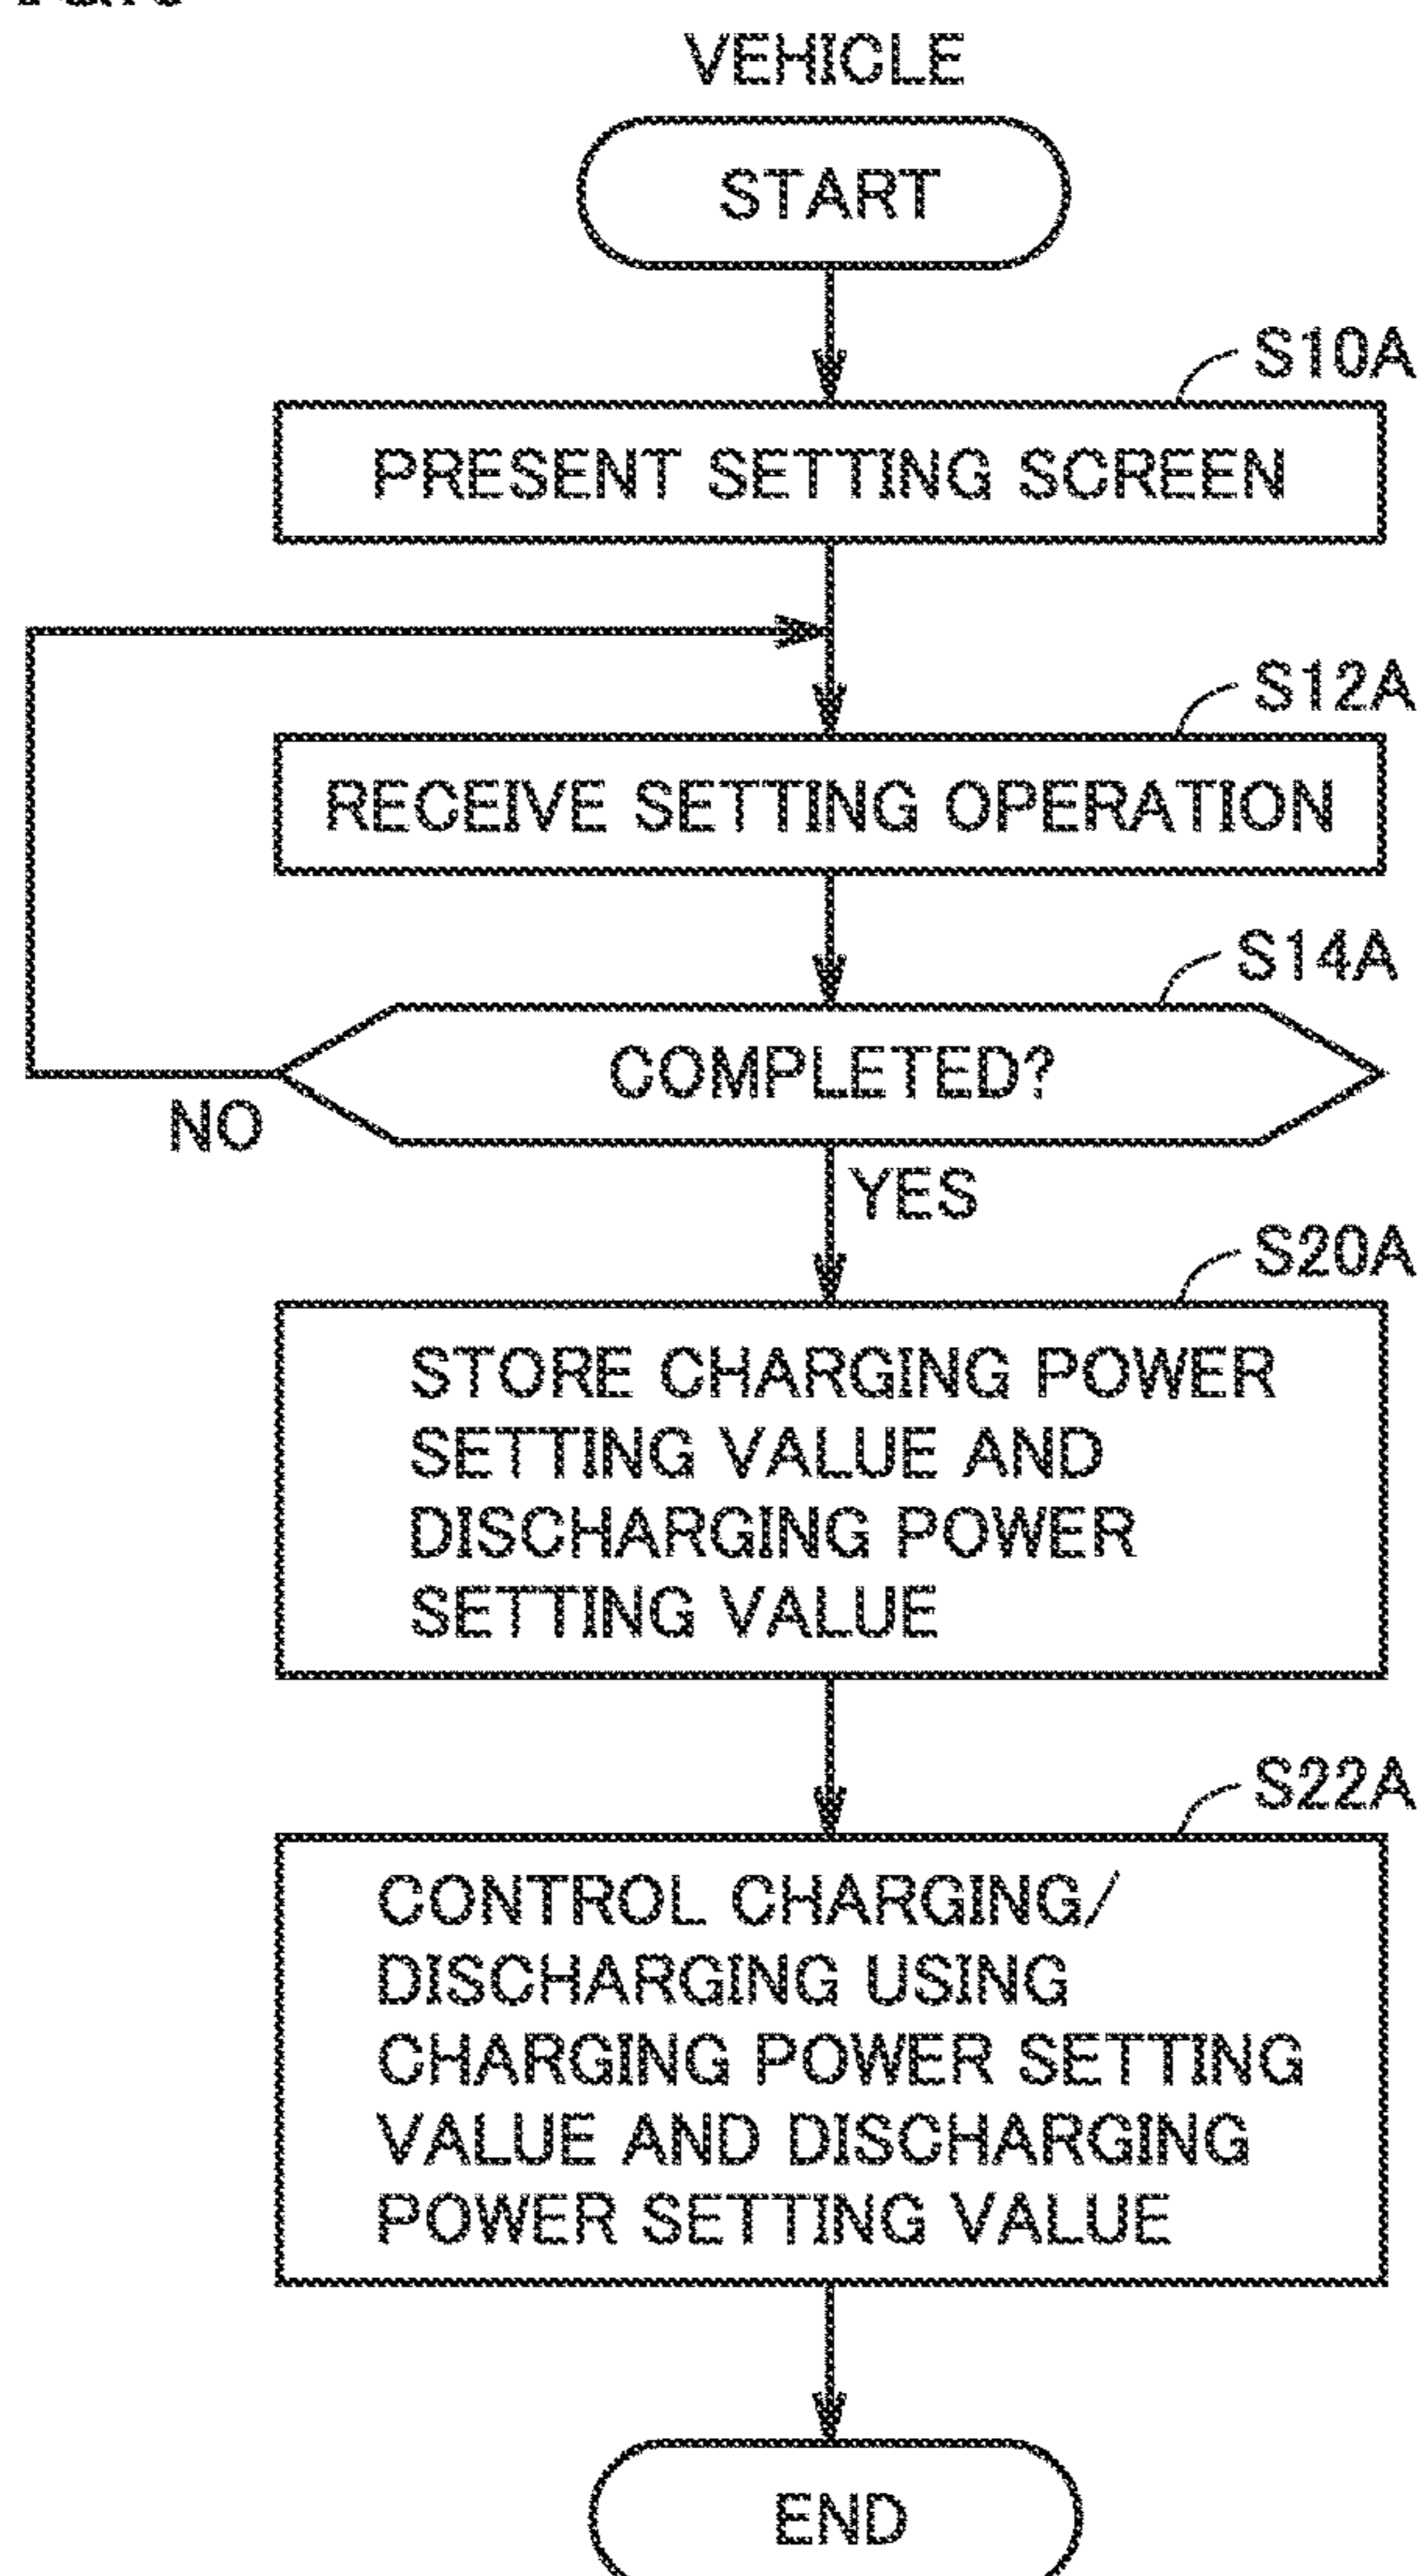 VEHICLE
START
S10A
PRESENT SETTING SCREEN
S12A
RECEIVE SETTING OPERATION
S14A
COMPLETED?
NO
YES
S20A
STORE CHARGING POWER
SETTING VALUE AND
DISCHARGING POWER
SETTING VALUE
S22A
CONTROL CHARGING/
DISCHARGING USING
CHARGING POWER SETTING
VALUE AND DISCHARGING
POWER SETTING VALUE
END